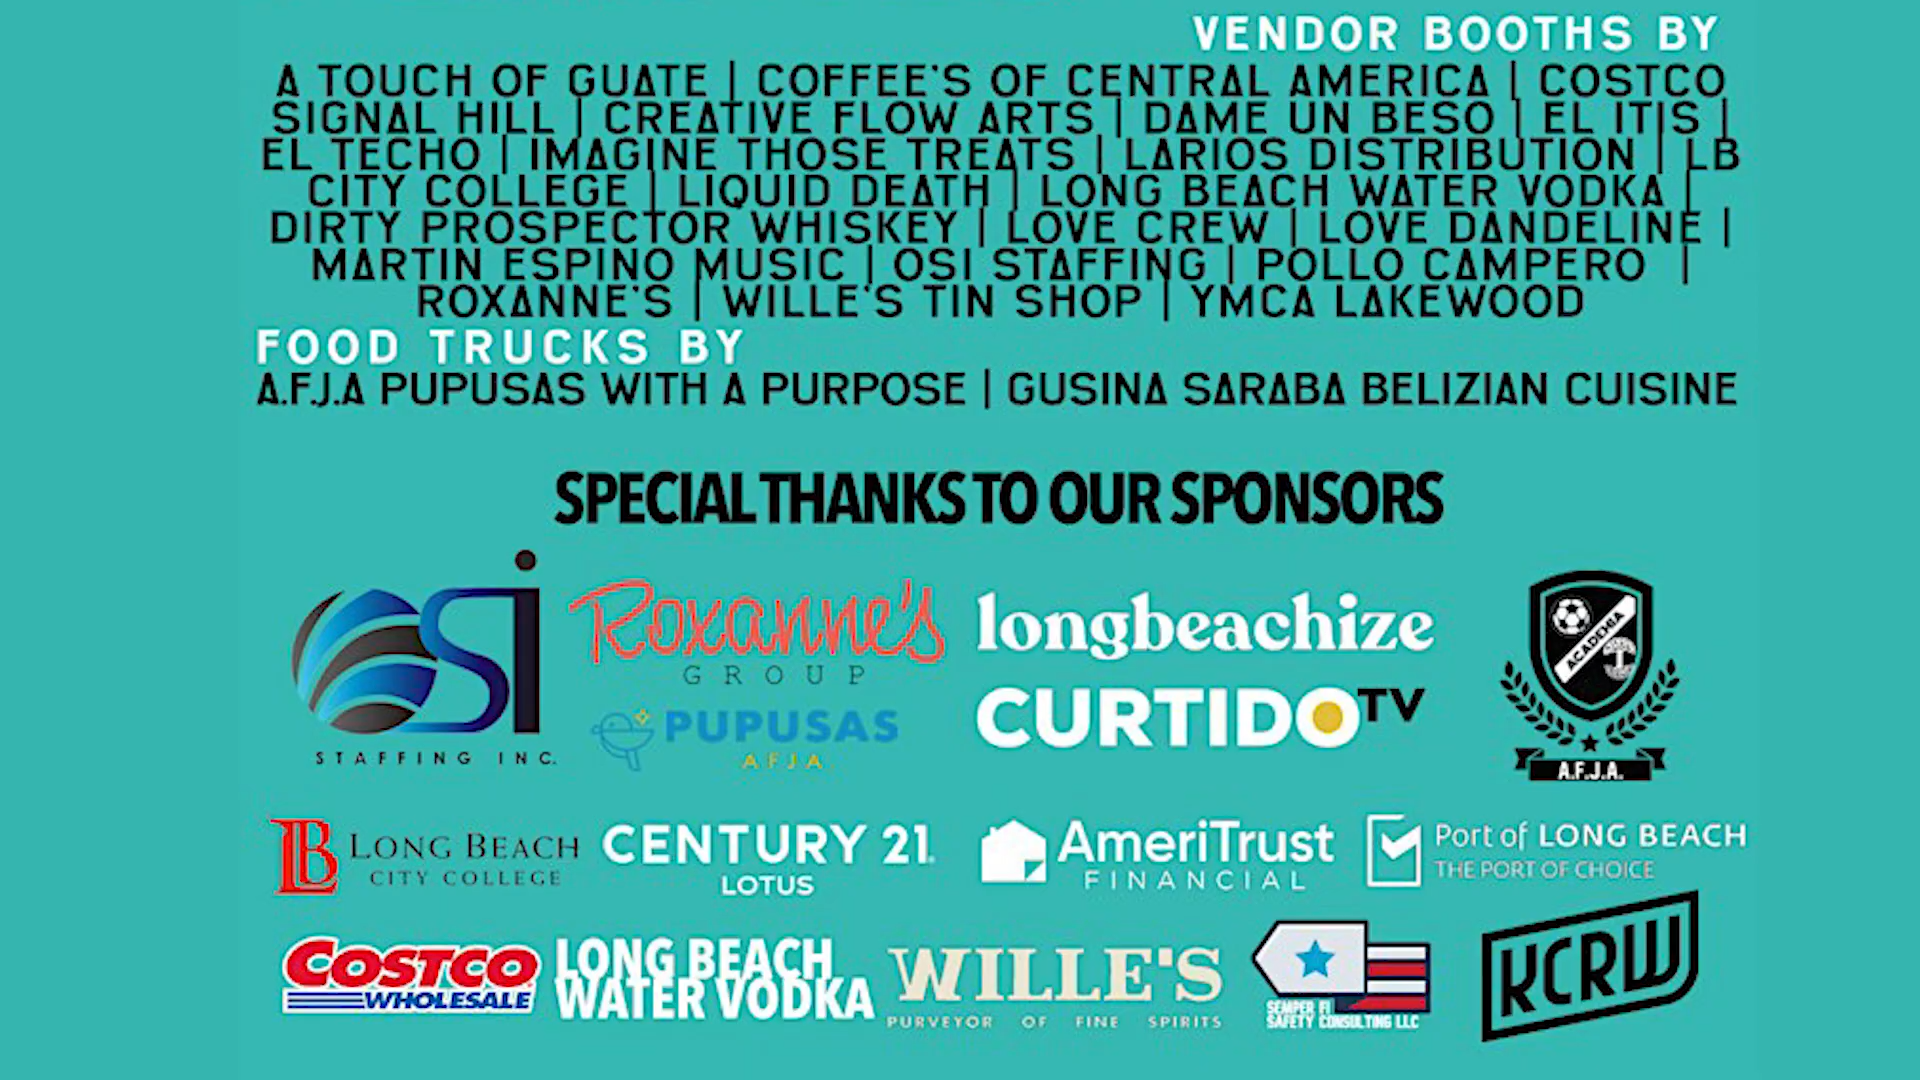 VENDOR BOOTHS BY
A TOUCH OF GUATE | COFFEE'S OF CENTRAL AMERICA | COSTCO
SIGNAL HILL | CREATIVE FLOW ARTS | DAME UN BESO | EL ITIS |
EL TECHO | IMAGINE THOSE TREATS | LARIOS DISTRIBUTION | LB
CITY COLLEGE | LIQUID DEATH | LONG BEACH WATER VODKA |
DIRTY PROSPECTOR WHISKEY | LOVE CREW | LOVE DANDELINE |
MARTIN ESPINO MUSIC | OSI STAFFING | POLLO CAMPERO |
ROXANNE'S | WILLE'S TIN SHOP | YMCA LAKEWOOD
FOOD TRUCKS BY
A.F.J.A PUPUSAS WITH A PURPOSE | GUSINA SARABA BELIZIAN CUISINE
SPECIAL THANKS TO OUR SPONSORS
OSi
STAFFING INC.
Roxanne's
GROUP
PUPUSAS
AFJA
longbeachize
CURTIDO TV
ACADEMIA
A.F.J.A.
LB LONG BEACH
CITY COLLEGE
CENTURY 21.
LOTUS
AmeriTrust
FINANCIAL
Port of LONG BEACH
THE PORT OF CHOICE
COSTCO
WHOLESALE
LONG BEACH
WATER VODKA
WILLE'S
PURVEYOR OF FINE SPIRITS
SEMPER FI
SAFETY CONSULTING LLC
KCRW